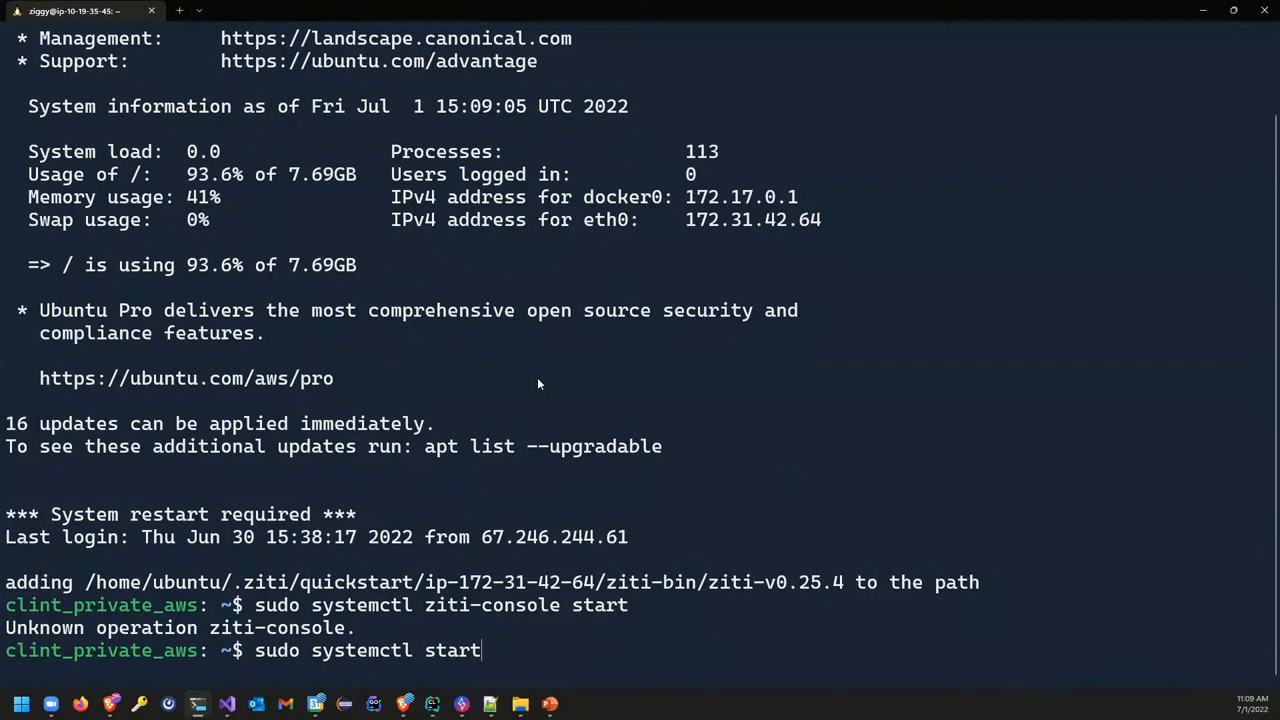 ziggy@ip-10-19-35-45: ~
* Management:      https://landscape.canonical.com
* Support:         https://ubuntu.com/advantage
System information as of Fri Jul  1 15:09:05 UTC 2022
System load:  0.0               Processes:                113
Usage of /:   93.6% of 7.69GB   Users logged in:          0
Memory usage: 41%               IPv4 address for docker0: 172.17.0.1
Swap usage:   0%                IPv4 address for eth0:    172.31.42.64
=> / is using 93.6% of 7.69GB
* Ubuntu Pro delivers the most comprehensive open source security and
compliance features.
https://ubuntu.com/aws/pro
16 updates can be applied immediately.
To see these additional updates run: apt list --upgradable
*** System restart required ***
Last login: Thu Jun 30 15:38:17 2022 from 67.246.244.61
adding /home/ubuntu/.ziti/quickstart/ip-172-31-42-64/ziti-bin/ziti-v0.25.4 to the path
clint_private_aws: ~$ sudo systemctl ziti-console start
Unknown operation ziti-console.
clint_private_aws: ~$ sudo systemctl start
11:09 AM
7/1/2022